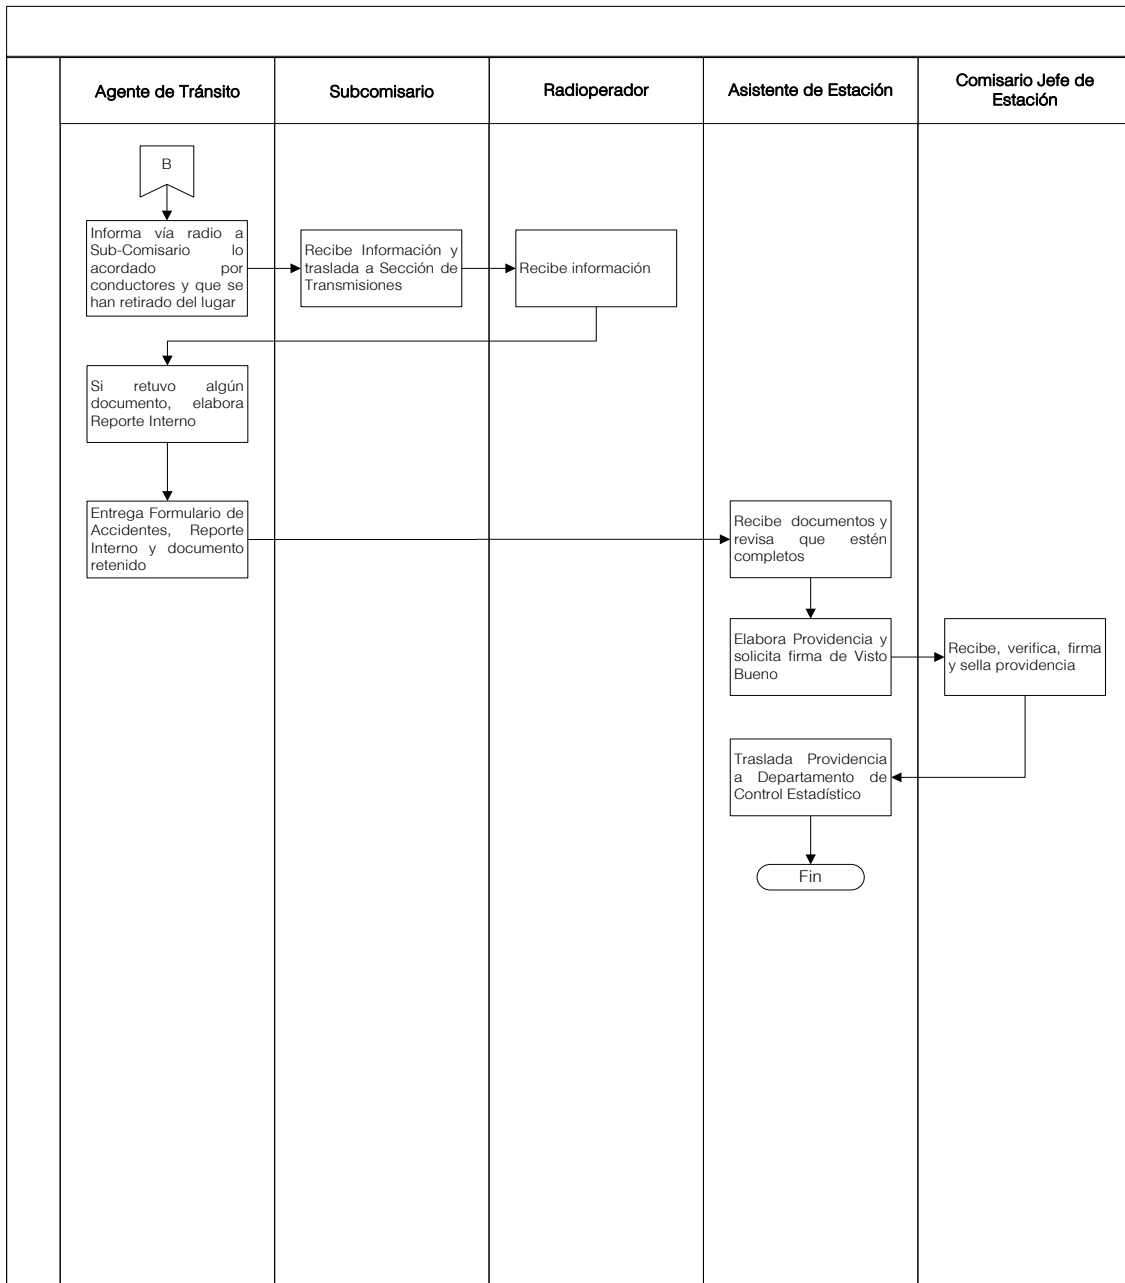 Agente de Tránsito
Subcomisario
Radioperador
Asistente de Estación
Comisario Jefe de
Estación
B
Informa vía radio a
Sub-Comisario lo
acordado por
conductores y que se
han retirado del lugar
Recibe Información y
traslada a Sección de
Transmisiones
Recibe información
Si retuvo algún
documento, elabora
Reporte Interno
Entrega Formulario de
Accidentes, Reporte
Interno y documento
retenido
Recibe documentos y
revisa que estén
completos
Elabora Providencia y
solicita firma de Visto
Bueno
Recibe, verifica, firma
y sella providencia
Traslada Providencia
a Departamento de
Control Estadístico
Fin